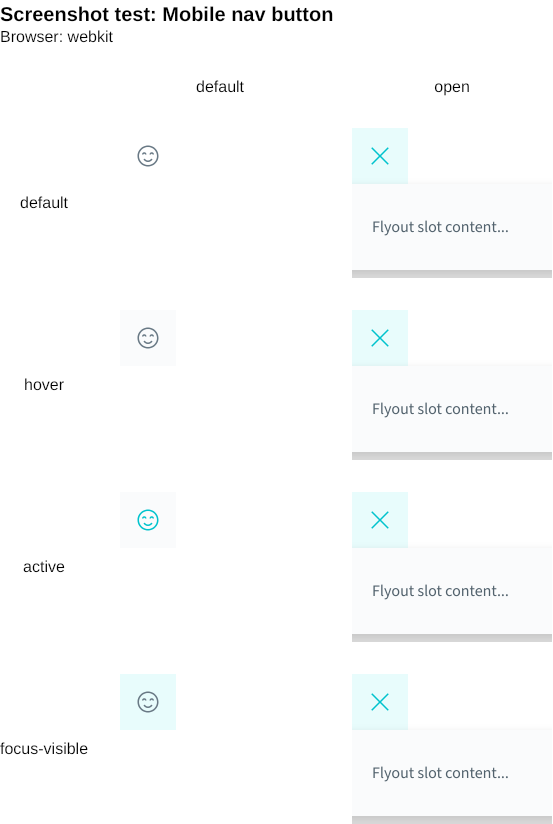 Screenshot test: Mobile nav button
Browser: webkit
default open
default
Flyout slot content...
hover
Flyout slot content...
active
Flyout slot content...
focus-visible
Flyout slot content...